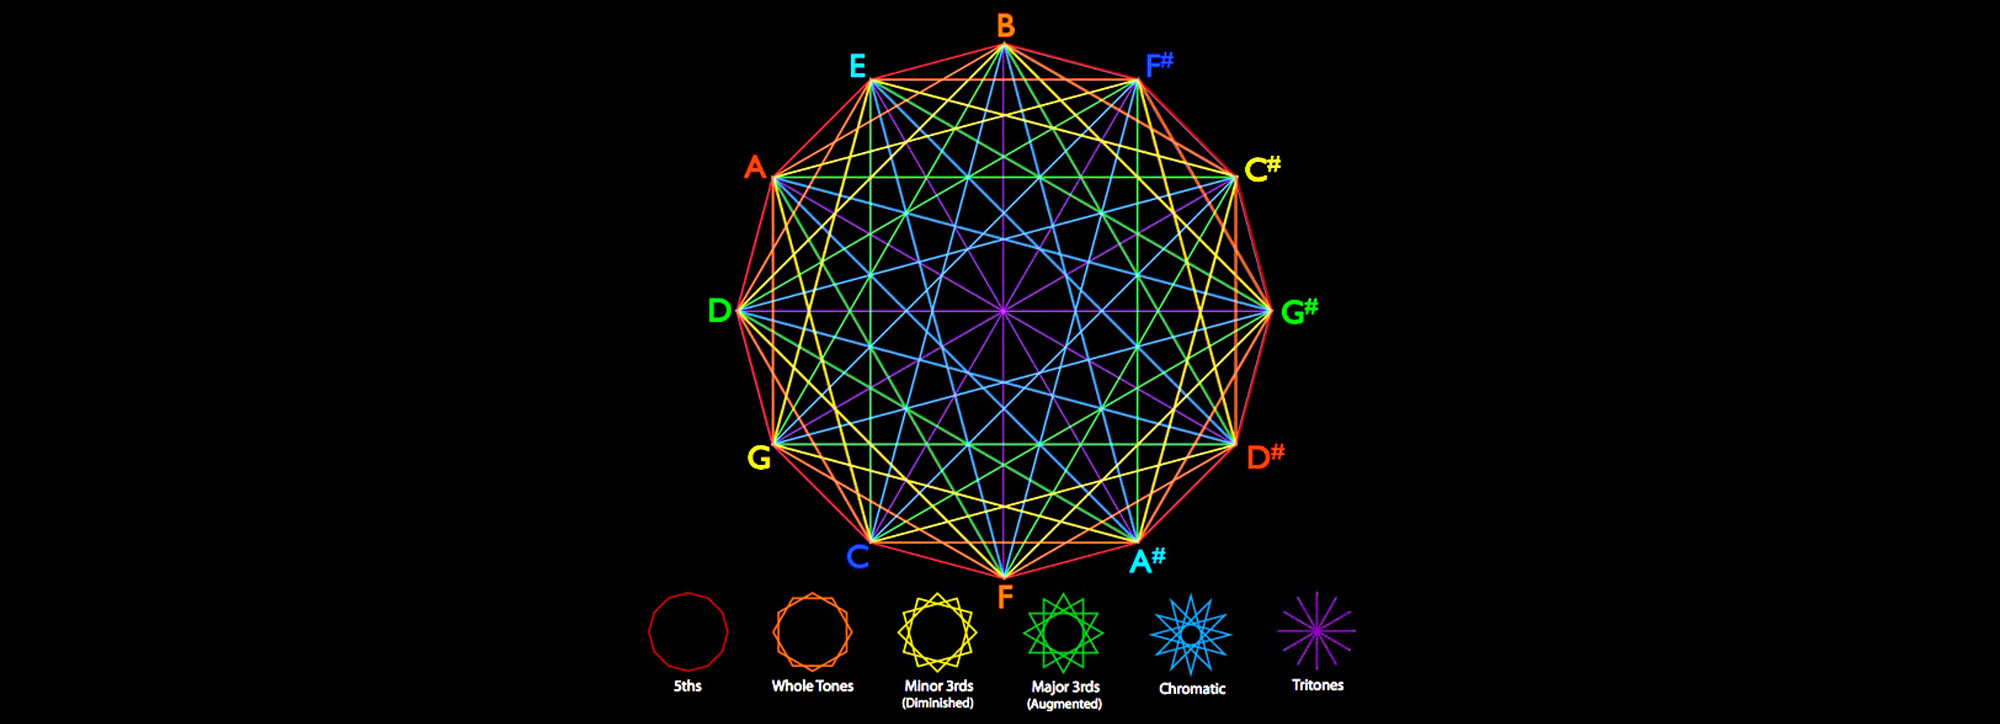 B
E
F#
A
C#
D
G#
G
D#
C
A#
F
5ths
Whole Tones
Minor 3rds
(Diminished)
Major 3rds
(Augmented)
Chromatic
Tritones